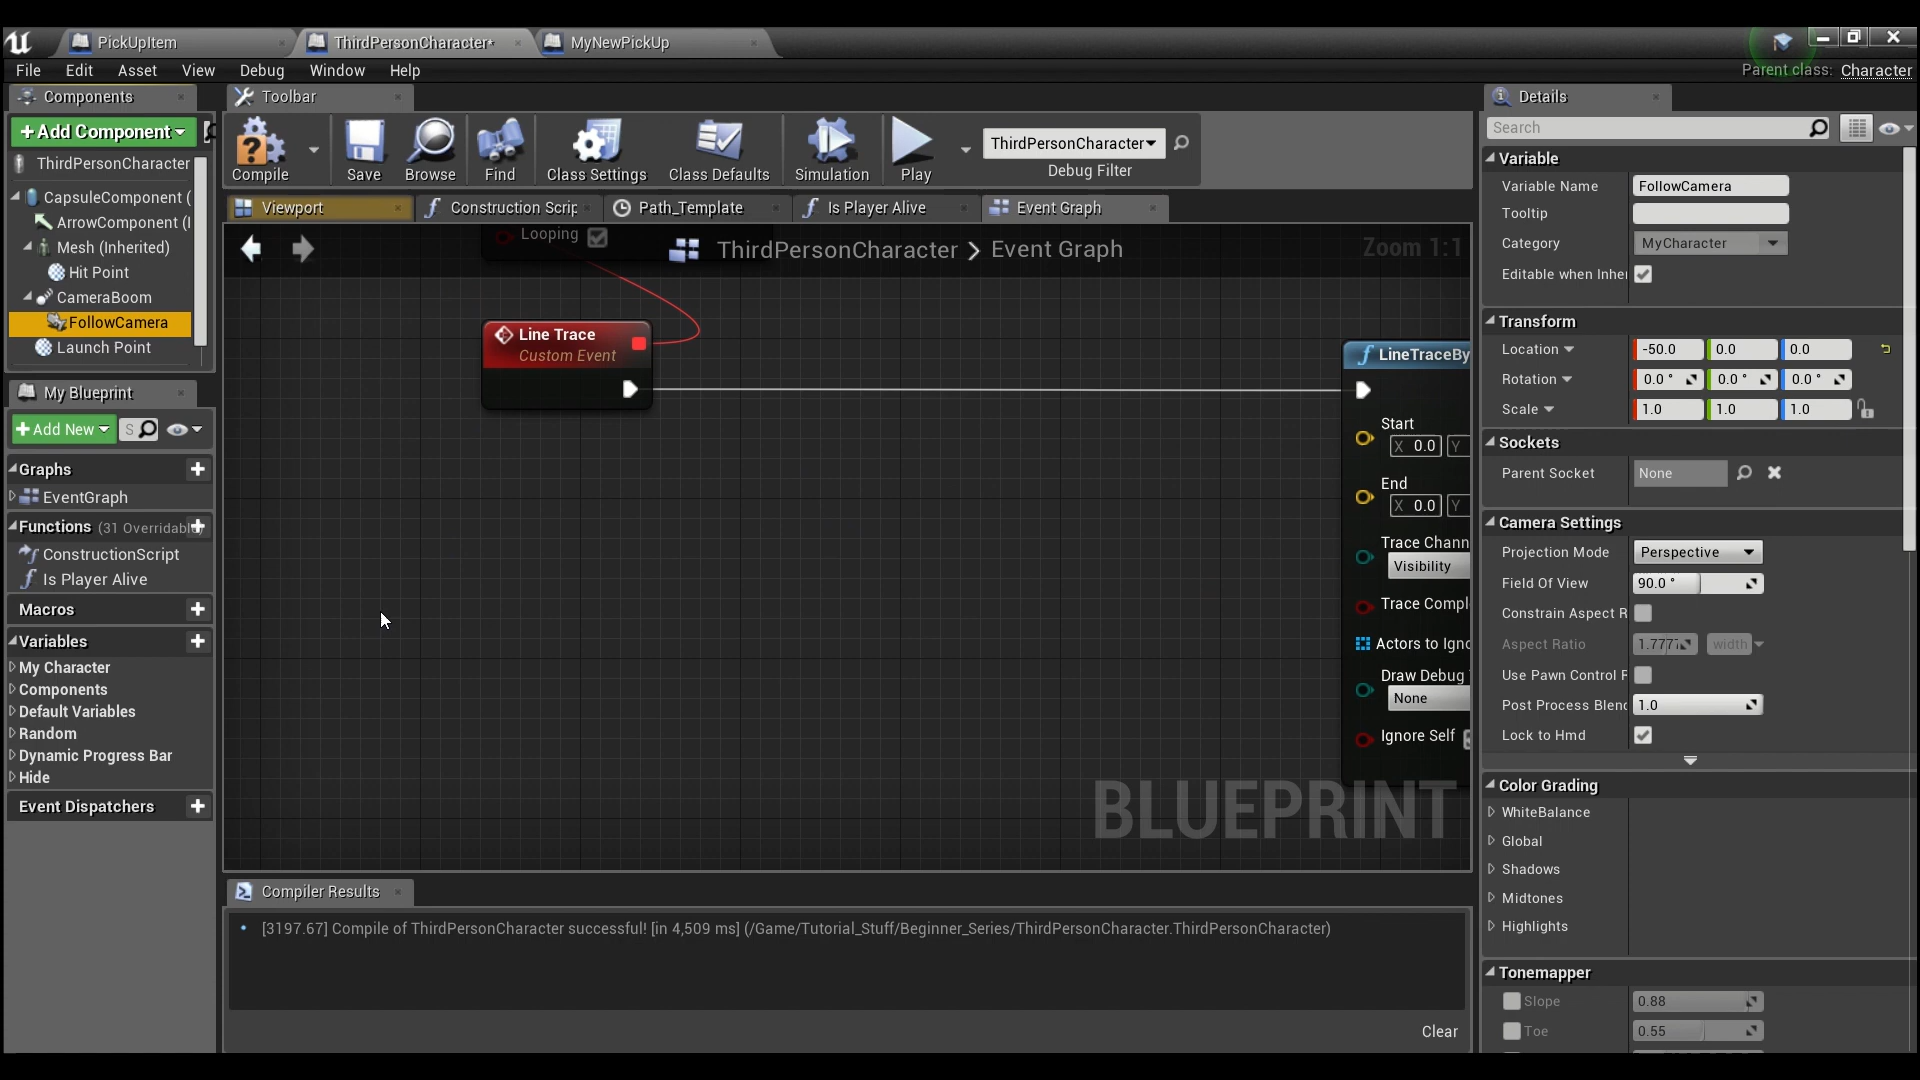 PickUpItem
ThirdPersonCharacter*
MyNewPickUp
File Edit Asset View Debug Window Help
Parent class: Character
Components
+Add Component
ThirdPersonCharacter
CapsuleComponent (
ArrowComponent (I
Mesh (Inherited)
Hit Point
CameraBoom
FollowCamera
Launch Point
My Blueprint
+Add New
S
Graphs
EventGraph
Functions (31 Overridabl
ConstructionScript
Is Player Alive
Macros
Variables
My Character
Components
Default Variables
Random
Dynamic Progress Bar
Hide
Event Dispatchers
Toolbar
Compile
Save
Browse
Find
Class Settings
Class Defaults
Simulation
Play
ThirdPersonCharacter
Debug Filter
Viewport
Construction Scrip
Path_Template
Is Player Alive
Event Graph
Looping
ThirdPersonCharacter > Event Graph
Zoom 1:1
Line Trace
Custom Event
LineTraceBy
Start
X 0.0 Y
End
X 0.0 Y
Trace Chann
Visibility
Trace Compl
Actors to Igno
Draw Debug
None
Ignore Self
BLUEPRINT
Compiler Results
[3197.67] Compile of ThirdPersonCharacter successful! [in 4,509 ms] (/Game/Tutorial_Stuff/Beginner_Series/ThirdPersonCharacter.ThirdPersonCharacter)
Clear
Details
Search
Variable
Variable Name FollowCamera
Tooltip
Category MyCharacter
Editable when Inher
Transform
Location -50.0 0.0 0.0
Rotation 0.0 ° 0.0 ° 0.0 °
Scale 1.0 1.0 1.0
Sockets
Parent Socket None
Camera Settings
Projection Mode Perspective
Field Of View 90.0 °
Constrain Aspect R
Aspect Ratio 1.777 width
Use Pawn Control R
Post Process Blend 1.0
Lock to Hmd
Color Grading
WhiteBalance
Global
Shadows
Midtones
Highlights
Tonemapper
Slope 0.88
Toe 0.55